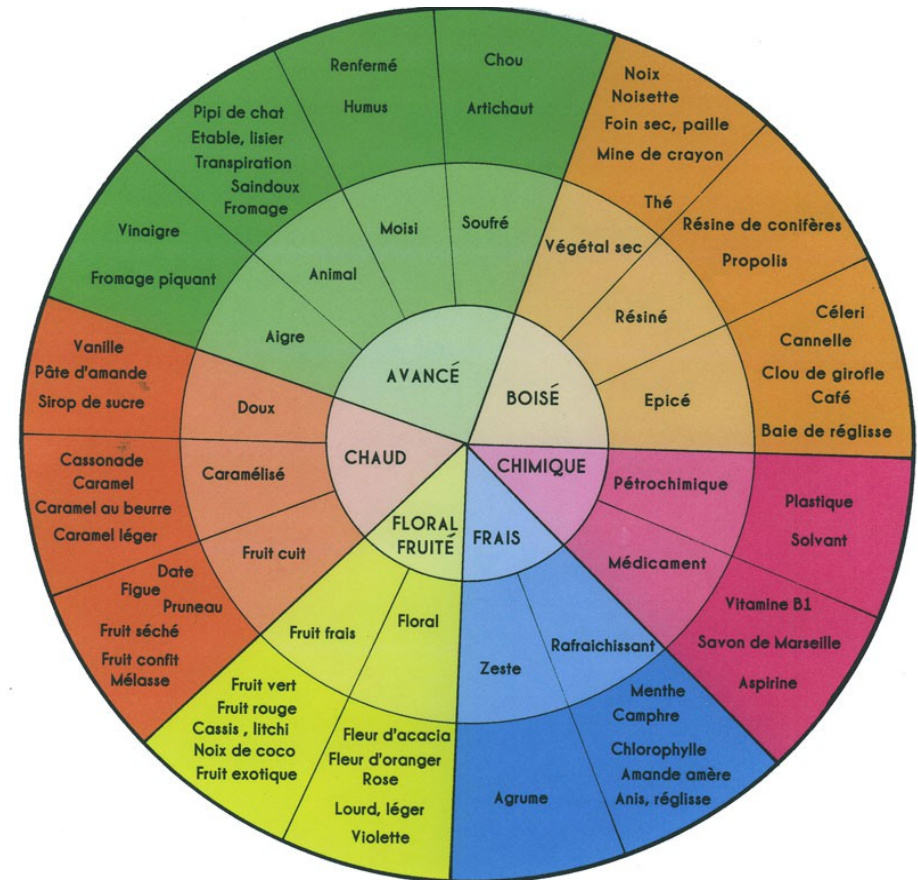 AVANCÉ
Soufré
Chou
Artichaut
Moisi
Renfermé
Humus
Animal
Pipi de chat
Etable, lisier
Transpiration
Saindoux
Fromage
Aigre
Vinaigre
Fromage piquant
BOISÉ
Végétal sec
Noix
Noisette
Foin sec, paille
Mine de crayon
Thé
Résiné
Résine de conifères
Propolis
Epicé
Céleri
Cannelle
Clou de girofle
Café
Baie de réglisse
CHIMIQUE
Pétrochimique
Plastique
Solvant
Médicament
Vitamine B1
Savon de Marseille
Aspirine
FRAIS
Rafraichissant
Menthe
Camphre
Chlorophylle
Amande amère
Anis, réglisse
Zeste
Agrume
FLORAL
FRUITÉ
Floral
Fleur d'acacia
Fleur d'oranger
Rose
Lourd, léger
Violette
Fruit frais
Fruit vert
Fruit rouge
Cassis , litchi
Noix de coco
Fruit exotique
CHAUD
Fruit cuit
Date
Figue
Pruneau
Fruit séché
Fruit confit
Mélasse
Caramélisé
Cassonade
Caramel
Caramel au beurre
Caramel léger
Doux
Vanille
Pâte d'amande
Sirop de sucre